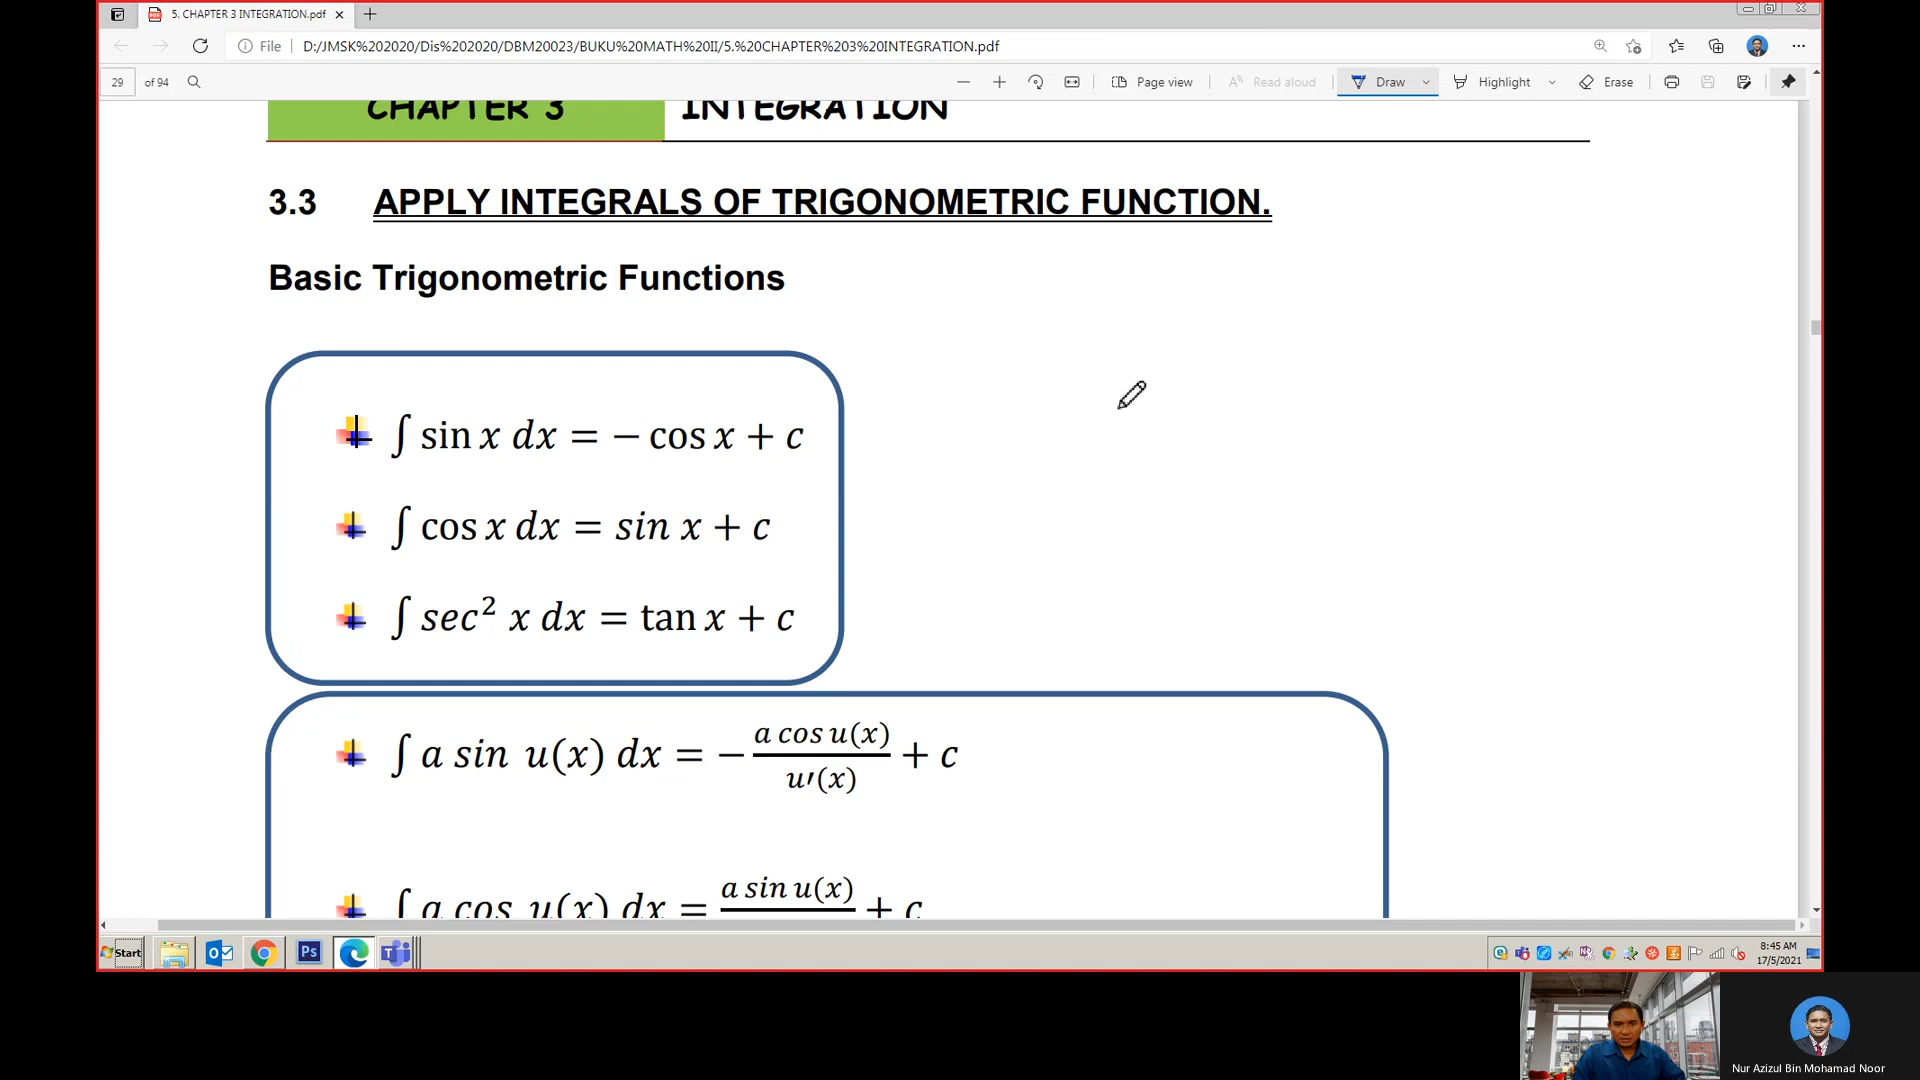 5. CHAPTER 3 INTEGRATION.pdf
File D:/JMSK%202020/Dis%202020/DBM20023/BUKU%20MATH%20II/5.%20CHAPTER%203%20INTEGRATION.pdf
29 of 94 Page view Read aloud Draw Highlight Erase
CHAPTER 3 INTEGRATION
3.3 APPLY INTEGRALS OF TRIGONOMETRIC FUNCTION.
Basic Trigonometric Functions
∫ sin x dx = − cos x + c
∫ cos x dx = sin x + c
∫ sec² x dx = tan x + c
∫ a sin u(x) dx = − a cos u(x) / u′(x) + c
∫ a cos u(x) dx = a sin u(x) + c
Start Ps
8:45 AM
17/5/2021
Nur Azizul Bin Mohamad Noor